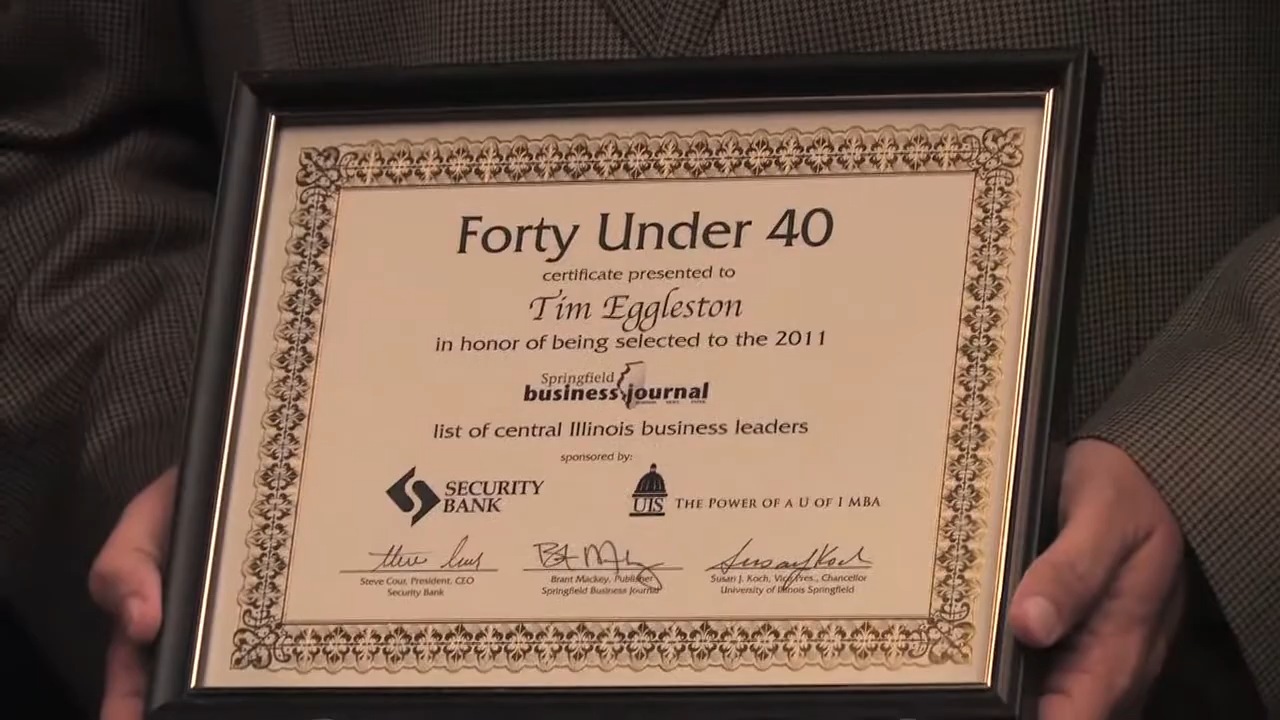 Forty Under 40
certificate presented to
Tim Eggleston
in honor of being selected to the 2011
Springfield
business journal
list of central Illinois business leaders
sponsored by:
SECURITY
BANK
UIS THE POWER OF A U OF I MBA
Steve Cour, President, CEO
Security Bank
Brant Mackey, Publisher
Springfield Business Journal
Susan J. Koch, Vice Pres., Chancellor
University of Illinois Springfield